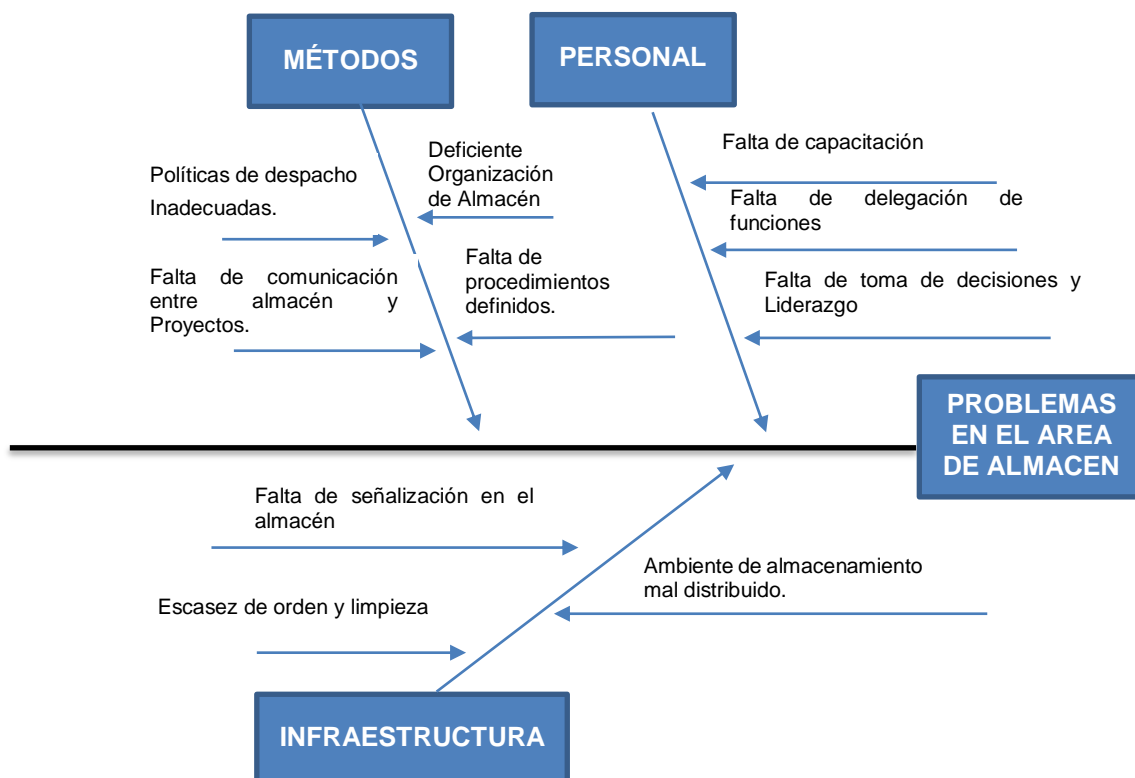 MÉTODOS
PERSONAL
Políticas de despacho
Inadecuadas.
Deficiente
Organización
de Almacén
Falta de comunicación
entre almacén y
Proyectos.
Falta de
procedimientos
definidos.
Falta de capacitación
Falta de delegación de
funciones
Falta de toma de decisiones y
Liderazgo
PROBLEMAS
EN EL AREA
DE ALMACEN
Falta de señalización en el
almacén
Ambiente de almacenamiento
mal distribuido.
Escasez de orden y limpieza
INFRAESTRUCTURA